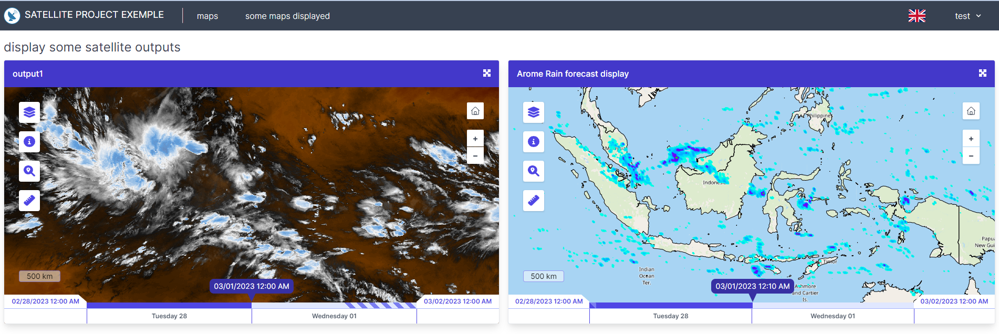 SATELLITE PROJECT EXEMPLE
maps
some maps displayed
test
display some satellite outputs
output1
500 km
03/01/2023 12:00 AM
02/28/2023 12:00 AM
03/02/2023 12:00 AM
Tuesday 28
Wednesday 01
Arome Rain forecast display
Philippines
Malaysia
Indonesia
Papua
New Gui
Timor
Indian
Ocean
Ter.
Ashmore
and Cartier
Is.
500 km
03/01/2023 12:10 AM
02/28/2023 12:00 AM
03/02/2023 12:00 AM
Tuesday 28
Wednesday 01